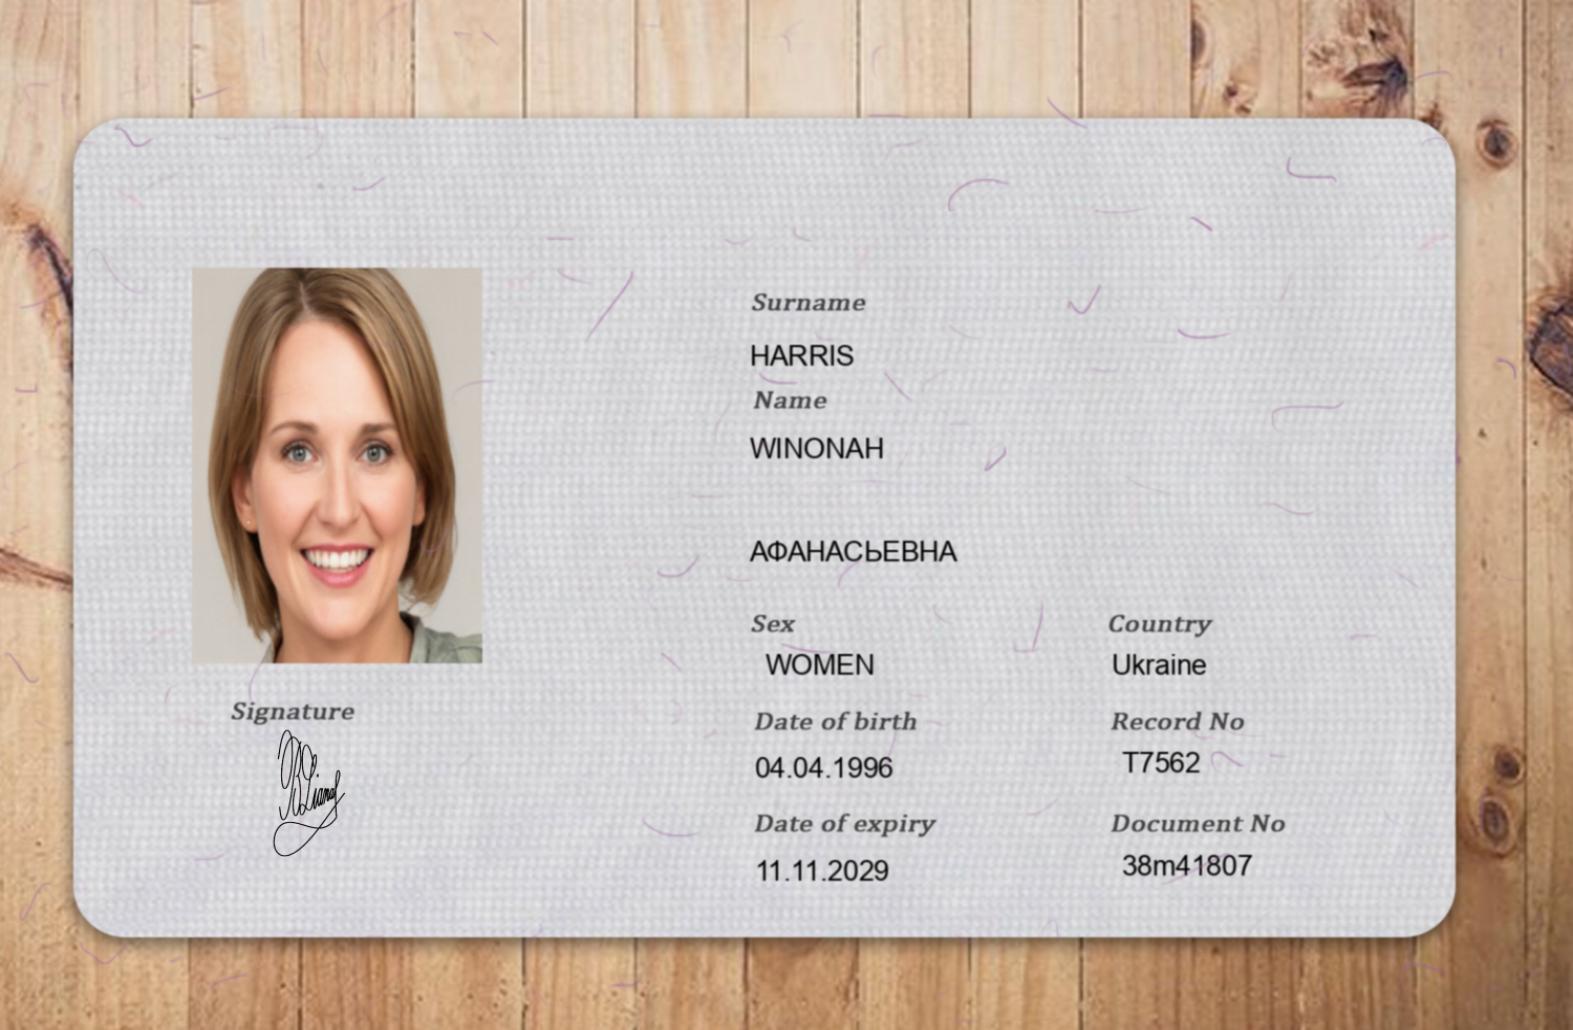 Surname
HARRIS
Name
WINONAH
АФАНАСЬЕВНА
Sex
Country
WOMEN
Ukraine
Signature
Date of birth
Record No
04.04.1996
T7562
Date of expiry
Document No
11.11.2029
38m41807